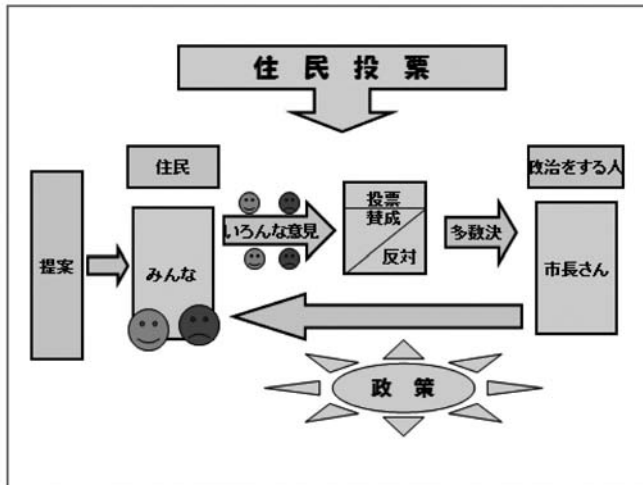 住民投票
住民
政治をする人
提案
みんな
いろんな意見
投票
賛成
反対
多数決
市長さん
政策